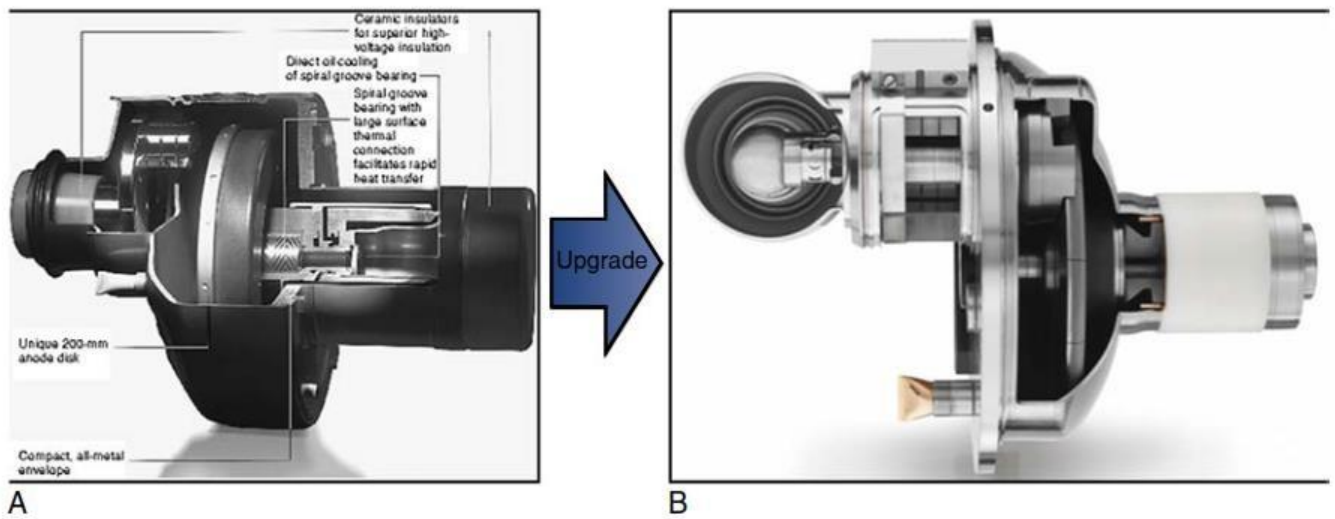 Ceramic insulators
for superior high-
voltage insulation
Direct oil-cooling
of spiral groove bearing
Spiral groove
bearing with
large surface
thermal
connection
facilitates rapid
heat transfer
Unique 200-mm
anode disk
Compact, all-metal
envelope
Upgrade
A
B